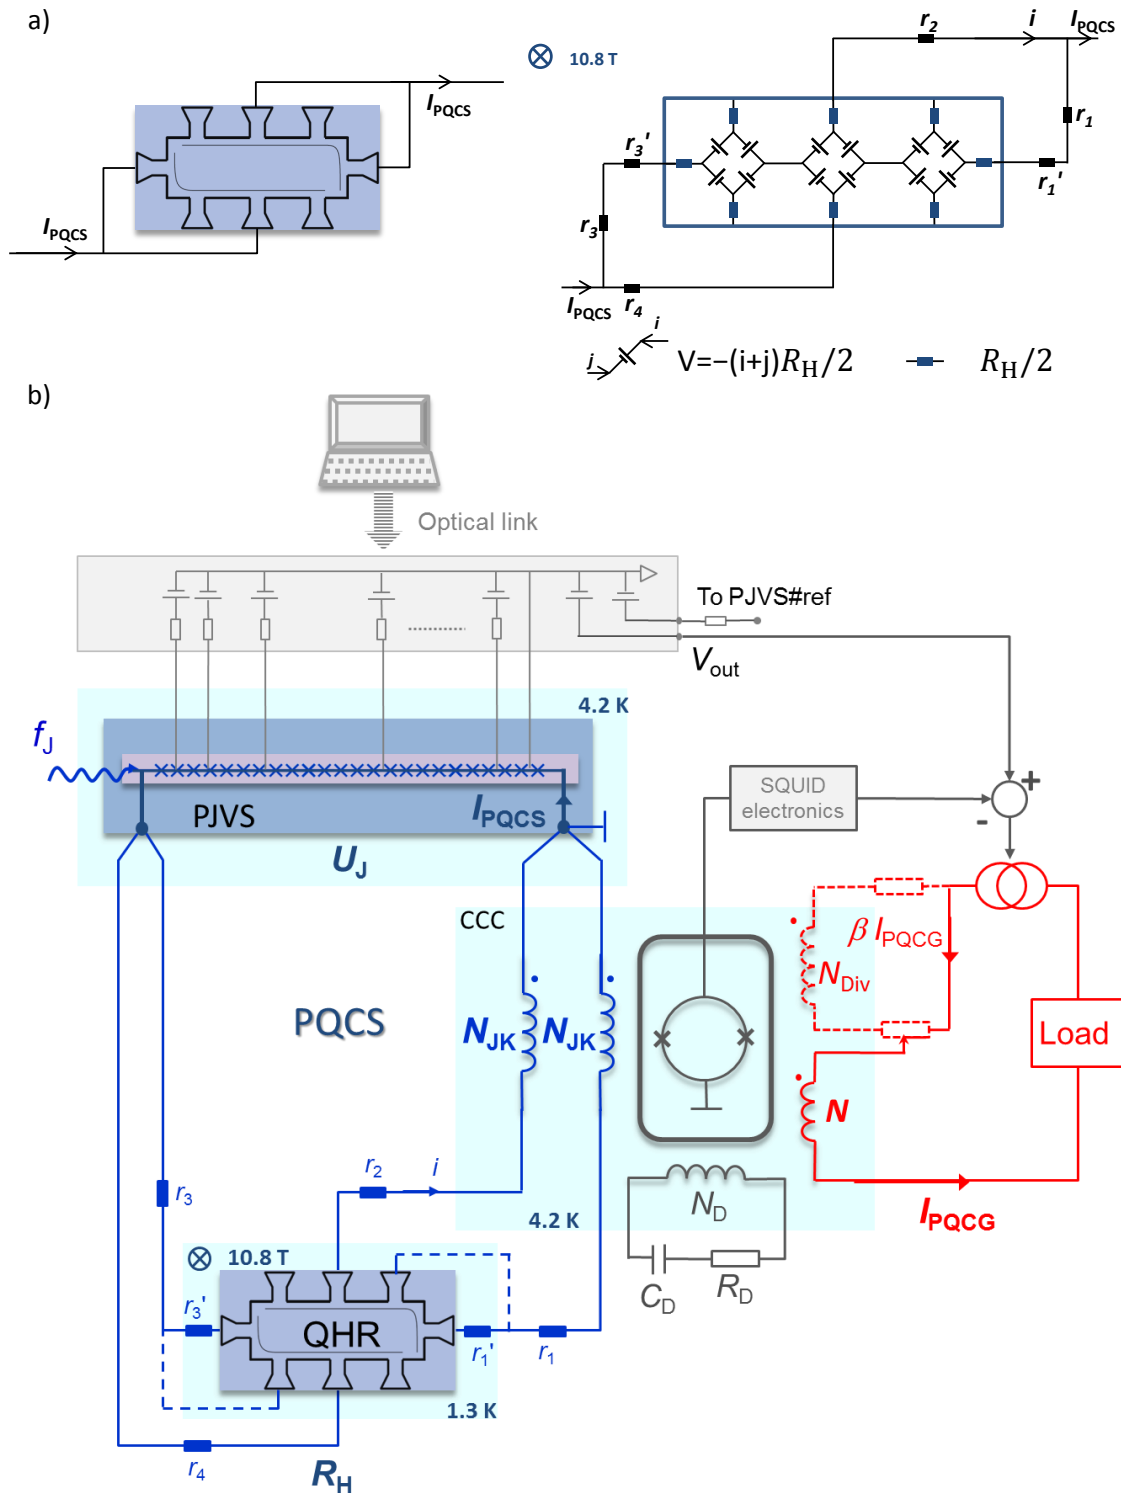 a)
I_PQCS
I_PQCS
10.8 T
r_2
i
I_PQCS
r_1
r_1'
r_3'
r_3
r_4
I_PQCS
i
j
V=−(i+j)R_H/2
R_H/2
b)
Optical link
To PJVS#ref
V_out
4.2 K
f_J
PJVS
I_PQCS
U_J
SQUID
electronics
+
-
CCC
β I_PQCG
N_Div
PQCS
N_JK
N_JK
Load
N
r_2
i
r_3
N_D
4.2 K
I_PQCG
10.8 T
C_D
R_D
r_3'
QHR
r_1'
r_1
1.3 K
r_4
R_H